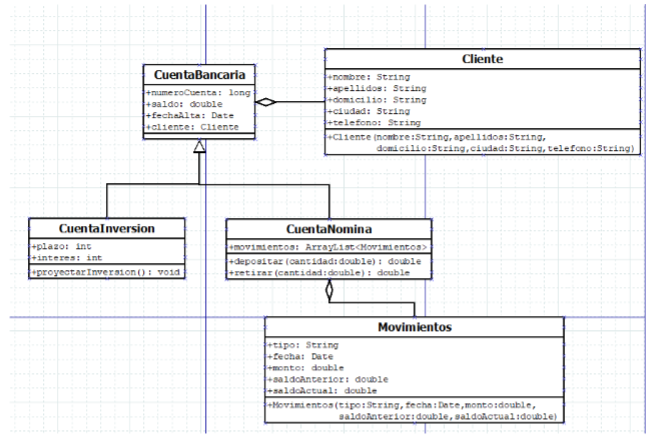 CuentaBancaria
+numeroCuenta: long
+saldo: double
+fechaAlta: Date
+cliente: Cliente
Cliente
+nombre: String
+apellidos: String
+domicilio: String
+ciudad: String
+telefono: String
+Cliente(nombre:String,apellidos:String,
domicilio:String,ciudad:String,telefono:String)
CuentaInversion
+plazo: int
+interes: int
+proyectarInversion(): void
CuentaNomina
+movimientos: ArrayList<Movimientos>
+depositar(cantidad:double): double
+retirar(cantidad:double): double
Movimientos
+tipo: String
+fecha: Date
+monto: double
+saldoAnterior: double
+saldoActual: double
+Movimientos(tipo:String,fecha:Date,monto:double,
saldoAnterior:double,saldoActual:double)